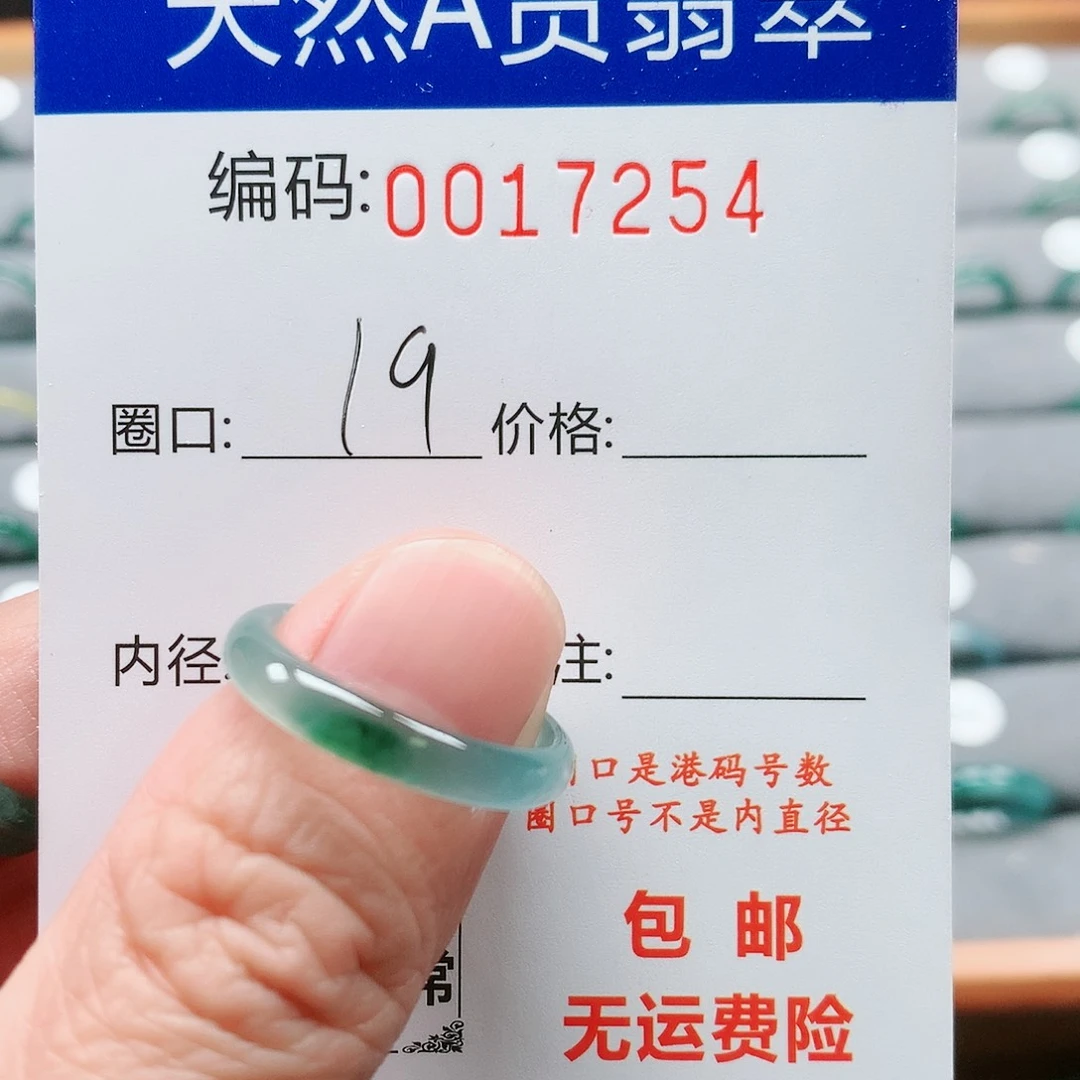 天然A货翡翠
编码:0017254
圈口: 19 价格:
内径 注:
口是港码号数
圈口号不是内直径
包邮
常
无运费险